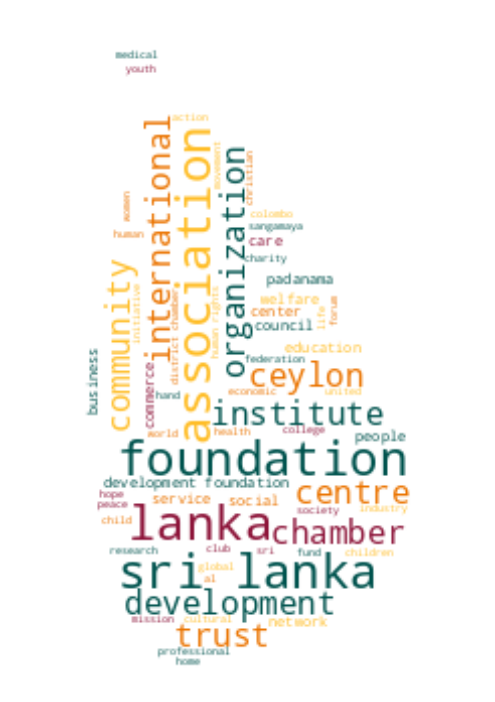 medical
youth
action
international
association
organization
movement
christian
women
human
colombo
sangamaya
care
charity
community
initiative
district chamber
human rights
padanama
welfare
center
council
life
forum
business
commerce
education
federation
ceylon
hand
economic
united
institute
world
health
college
people
foundation
development foundation
centre
hope
peace
service
social
society
industry
child
lanka
chamber
research
club
sri
fund
children
sri lanka
global
al
development
mission
cultural
network
trust
professional
home